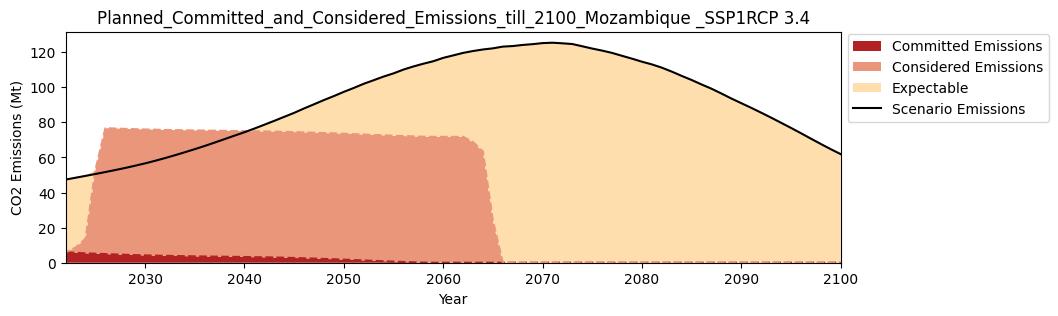 Planned_Committed_and_Considered_Emissions_till_2100_Mozambique _SSP1RCP 3.4
Committed Emissions
Considered Emissions
Expectable
Scenario Emissions
CO2 Emissions (Mt)
120
100
80
60
40
20
0
2030 2040 2050 2060 2070 2080 2090 2100
Year